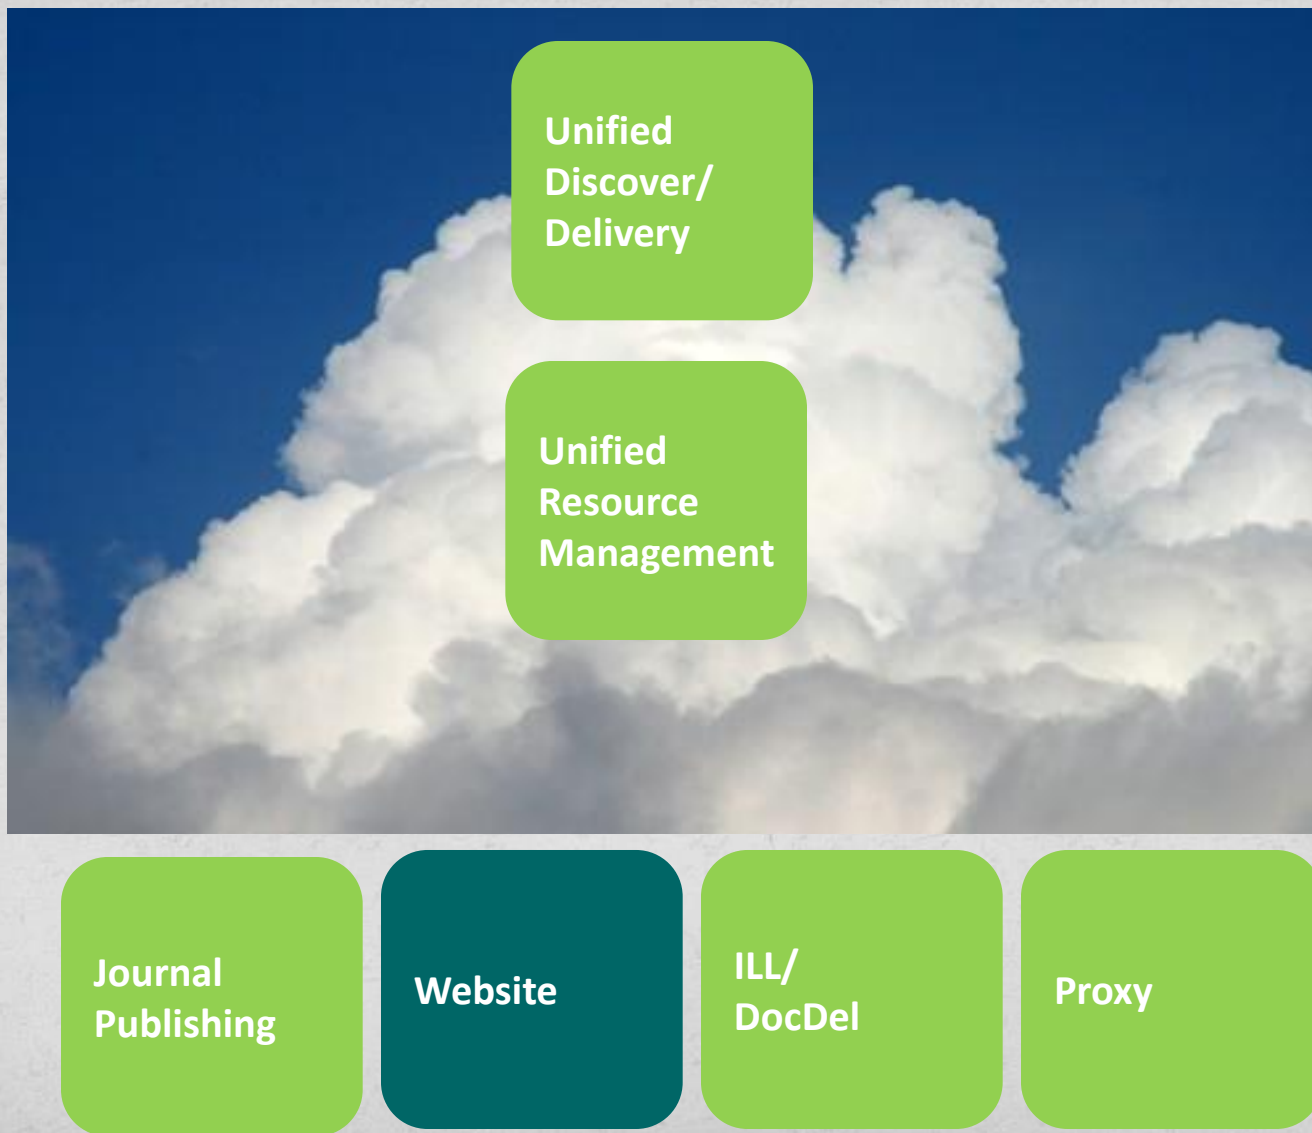 Unified
Discover/
Delivery
Unified
Resource
Management
Journal
Publishing
Website
ILL/
DocDel
Proxy